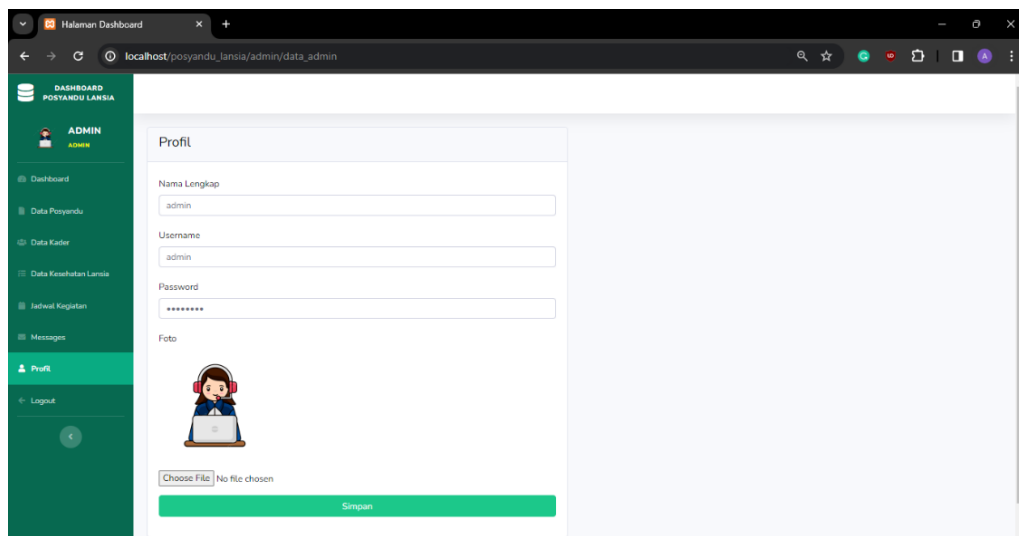 Halaman Dashboard
localhost/posyandu_lansia/admin/data_admin
A
DASHBOARD
POSYANDU LANSIA
ADMIN
ADMIN
Dashboard
Data Posyandu
Data Kader
Data Kesehatan Lansia
Jadwal Kegiatan
Messages
Profil
Logout
Profil
Nama Lengkap
admin
Username
admin
Password
••••••••
Foto
Choose File No file chosen
Simpan